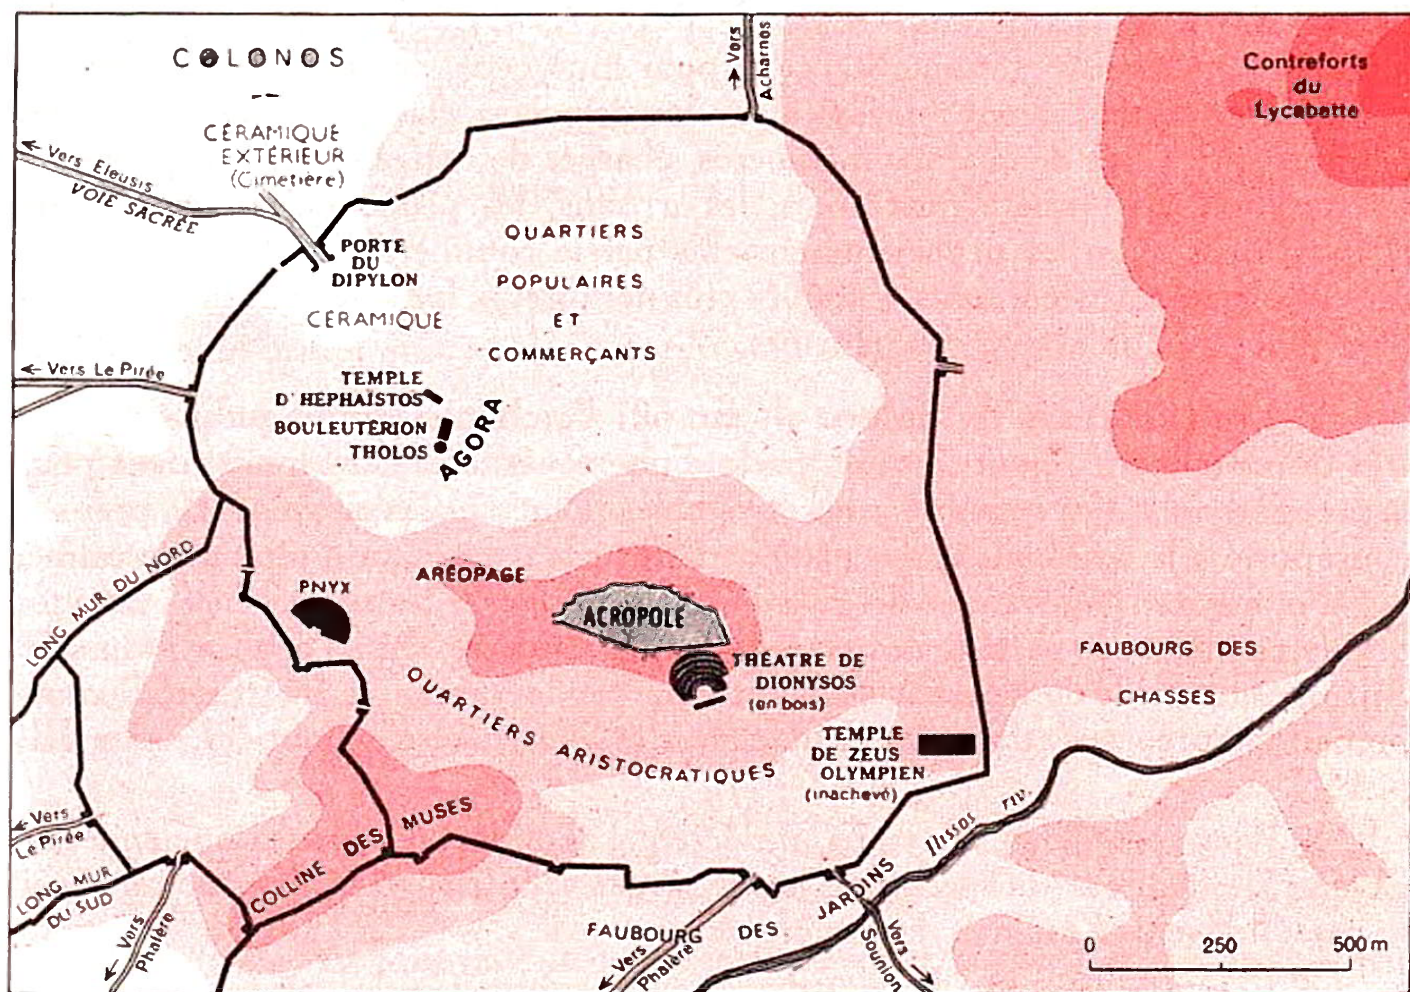 COLONOS
CÉRAMIQUE
EXTÉRIEUR
(Cimetière)
← Vers Eleusis
VOIE SACRÉE
→ Vers
Acharnes
Contreforts
du
Lycabette
PORTE
DU
DIPYLON
CÉRAMIQUE
QUARTIERS
POPULAIRES
ET
COMMERÇANTS
← Vers Le Pirée
TEMPLE
D'HÉPHAÏSTOS
BOULEUTÉRION
THOLOS
AGORA
LONG MUR DU NORD
PNYX
ARÉOPAGE
ACROPOLE
THÉATRE DE
DIONYSOS
(en bois)
QUARTIERS ARISTOCRATIQUES
TEMPLE
DE ZEUS
OLYMPIEN
(inachevé)
FAUBOURG DES
CHASSES
← Vers
Le Pirée
LONG MUR
DU SUD
← Vers
Phalère
COLLINE DES MUSES
FAUBOURG DES JARDINS
Ilissos riv.
← Vers
Phalère
Vers →
Sounion
0 250 500 m